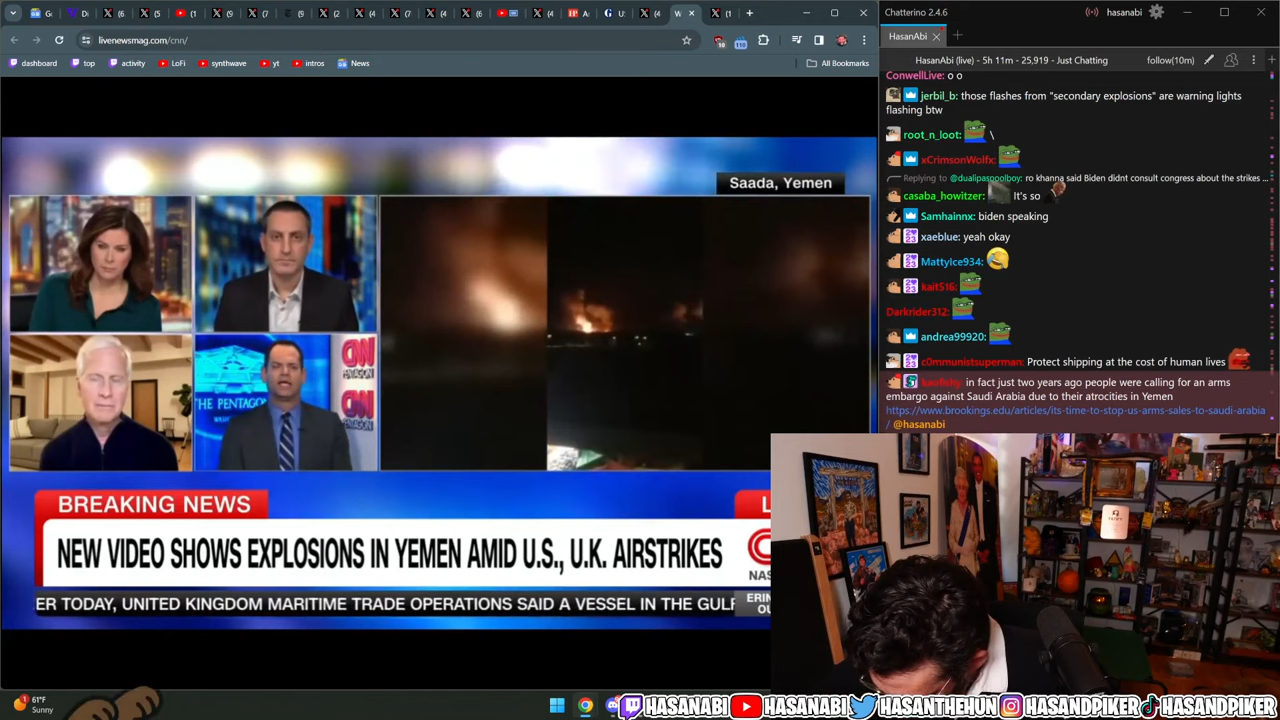 livenewsmag.com/cnn/
dashboard
top
activity
LoFi
synthwave
yt
intros
News
All Bookmarks
Saada, Yemen
THE PENTAGON
CNN
PENTAGON
CNN
BREAKING NEWS
NEW VIDEO SHOWS EXPLOSIONS IN YEMEN AMID U.S., U.K. AIRSTRIKES
ER TODAY, UNITED KINGDOM MARITIME TRADE OPERATIONS SAID A VESSEL IN THE GULF
NAS
ERIN
OU
61°F
Sunny
Chatterino 2.4.6
hasanabi
HasanAbi
HasanAbi (live) - 5h 11m - 25,919 - Just Chatting
follow(10m)
ConwellLive: o o
jerbil_b: those flashes from "secondary explosions" are warning lights
flashing btw
root_n_loot: \
xCrimsonWolfx:
Replying to @dualipaspoolboy: ro khanna said Biden didnt consult congress about the strikes ...
casaba_howitzer: It's so
Samhainnx: biden speaking
xaeblue: yeah okay
MattyIce934:
kait516:
Darkrider312:
andrea99920:
c0mmunistsuperman: Protect shipping at the cost of human lives
kaufishy: in fact just two years ago people were calling for an arms
embargo against Saudi Arabia due to their atrocities in Yemen
https://www.brookings.edu/articles/its-time-to-stop-us-arms-sales-to-saudi-arabia
/ @hasanabi
HASANABI
HASANABI
HASANTHEHUN
HASANDPIKER
HASANDPIKER